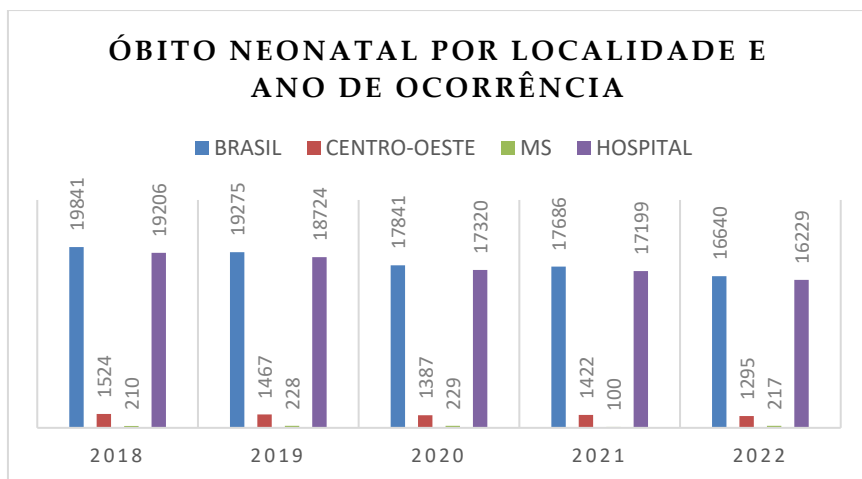 ÓBITO NEONATAL POR LOCALIDADE E
ANO DE OCORRÊNCIA
BRASIL CENTRO-OESTE MS HOSPITAL
19841 1524 210 19206
19275 1467 228 18724
17841 1387 229 17320
17686 1422 100 17199
16640 1295 217 16229
2018 2019 2020 2021 2022